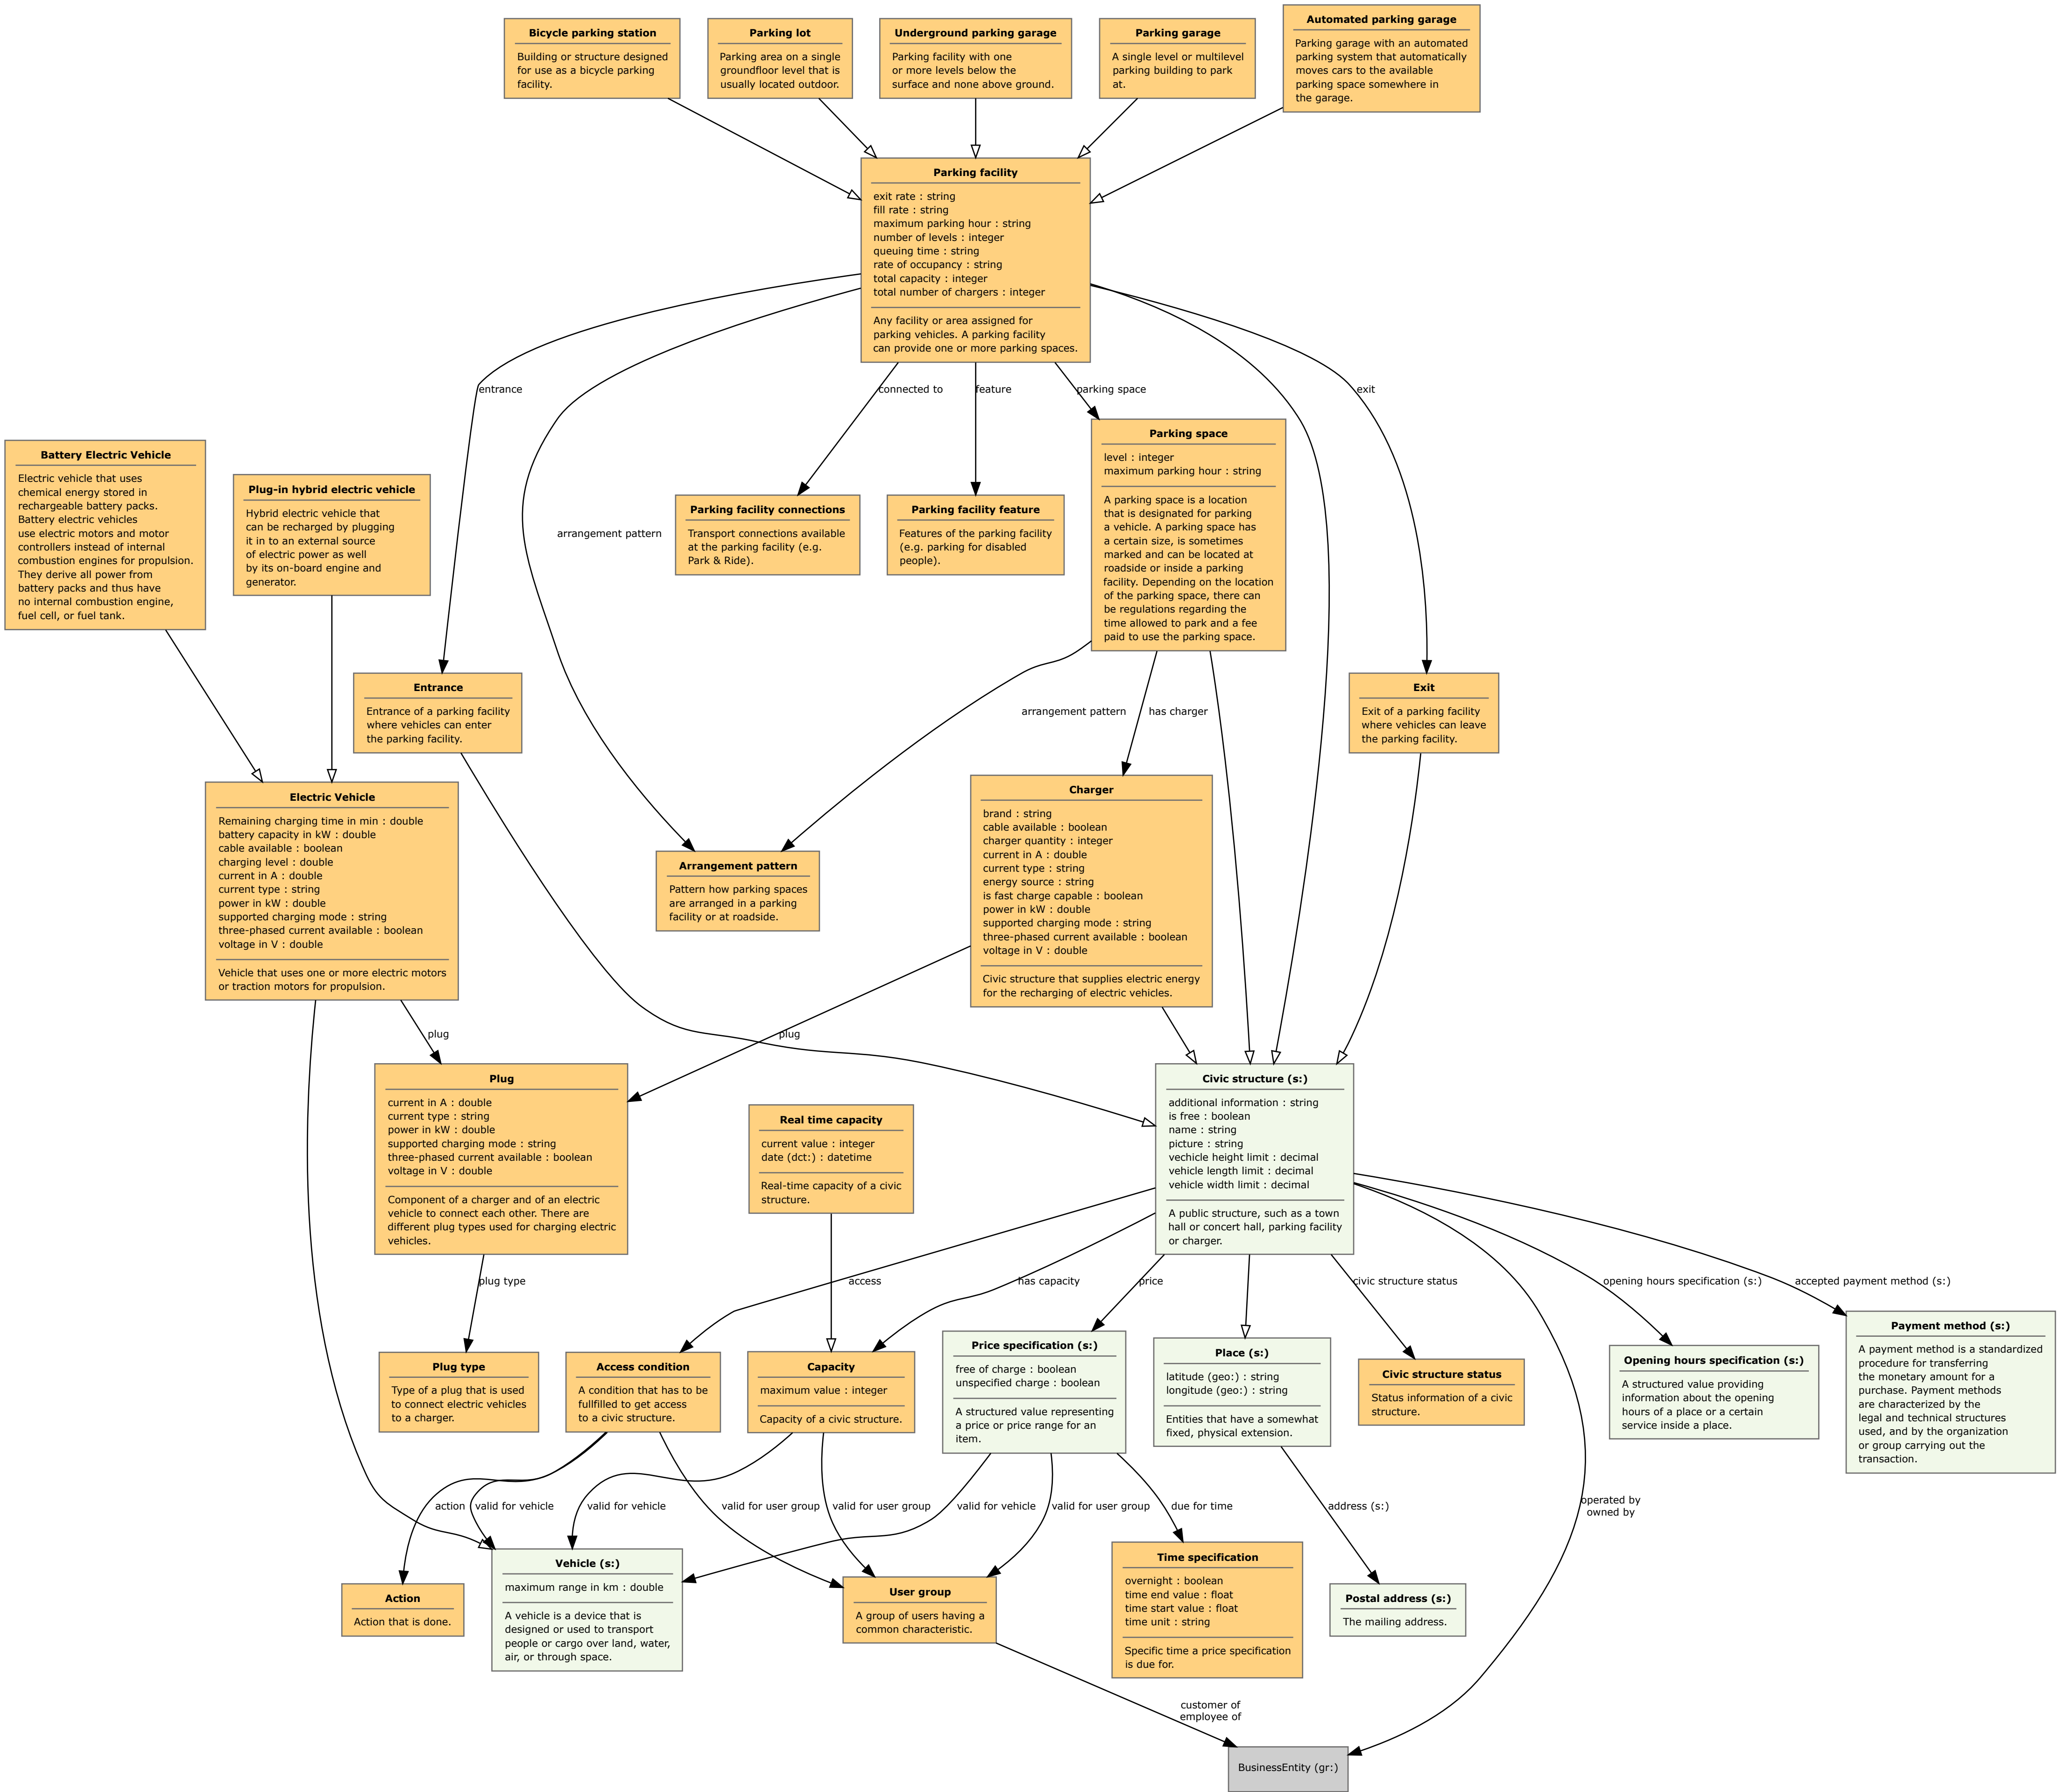 Bicycle parking station
Building or structure designed
for use as a bicycle parking
facility.
Parking lot
Parking area on a single
groundfloor level that is
usually located outdoor.
Underground parking garage
Parking facility with one
or more levels below the
surface and none above ground.
Parking garage
A single level or multilevel
parking building to park
at.
Automated parking garage
Parking garage with an automated
parking system that automatically
moves cars to the available
parking space somewhere in
the garage.
Parking facility
exit rate : string
fill rate : string
maximum parking hour : string
number of levels : integer
queuing time : string
rate of occupancy : string
total capacity : integer
total number of chargers : integer
Any facility or area assigned for
parking vehicles. A parking facility
can provide one or more parking spaces.
entrance
connected to
feature
parking space
exit
Battery Electric Vehicle
Electric vehicle that uses
chemical energy stored in
rechargeable battery packs.
Battery electric vehicles
use electric motors and motor
controllers instead of internal
combustion engines for propulsion.
They derive all power from
battery packs and thus have
no internal combustion engine,
fuel cell, or fuel tank.
Plug-in hybrid electric vehicle
Hybrid electric vehicle that
can be recharged by plugging
it in to an external source
of electric power as well
by its on-board engine and
generator.
arrangement pattern
Parking facility connections
Transport connections available
at the parking facility (e.g.
Park & Ride).
Parking facility feature
Features of the parking facility
(e.g. parking for disabled
people).
Parking space
level : integer
maximum parking hour : string
A parking space is a location
that is designated for parking
a vehicle. A parking space has
a certain size, is sometimes
marked and can be located at
roadside or inside a parking
facility. Depending on the location
of the parking space, there can
be regulations regarding the
time allowed to park and a fee
paid to use the parking space.
Entrance
Entrance of a parking facility
where vehicles can enter
the parking facility.
arrangement pattern
has charger
Exit
Exit of a parking facility
where vehicles can leave
the parking facility.
Electric Vehicle
Remaining charging time in min : double
battery capacity in kW : double
cable available : boolean
charging level : double
current in A : double
current type : string
power in kW : double
supported charging mode : string
three-phased current available : boolean
voltage in V : double
Vehicle that uses one or more electric motors
or traction motors for propulsion.
Arrangement pattern
Pattern how parking spaces
are arranged in a parking
facility or at roadside.
Charger
brand : string
cable available : boolean
charger quantity : integer
current in A : double
current type : string
energy source : string
is fast charge capable : boolean
power in kW : double
supported charging mode : string
three-phased current available : boolean
voltage in V : double
Civic structure that supplies electric energy
for the recharging of electric vehicles.
plug
plug
Plug
current in A : double
current type : string
power in kW : double
supported charging mode : string
three-phased current available : boolean
voltage in V : double
Component of a charger and of an electric
vehicle to connect each other. There are
different plug types used for charging electric
vehicles.
Real time capacity
current value : integer
date (dct:) : datetime
Real-time capacity of a civic
structure.
Civic structure (s:)
additional information : string
is free : boolean
name : string
picture : string
vechicle height limit : decimal
vehicle length limit : decimal
vehicle width limit : decimal
A public structure, such as a town
hall or concert hall, parking facility
or charger.
plug type
access
has capacity
price
civic structure status
opening hours specification (s:)
accepted payment method (s:)
Plug type
Type of a plug that is used
to connect electric vehicles
to a charger.
Access condition
A condition that has to be
fullfilled to get access
to a civic structure.
Capacity
maximum value : integer
Capacity of a civic structure.
Price specification (s:)
free of charge : boolean
unspecified charge : boolean
A structured value representing
a price or price range for an
item.
Place (s:)
latitude (geo:) : string
longitude (geo:) : string
Entities that have a somewhat
fixed, physical extension.
Civic structure status
Status information of a civic
structure.
Opening hours specification (s:)
A structured value providing
information about the opening
hours of a place or a certain
service inside a place.
Payment method (s:)
A payment method is a standardized
procedure for transferring
the monetary amount for a
purchase. Payment methods
are characterized by the
legal and technical structures
used, and by the organization
or group carrying out the
transaction.
action
valid for vehicle
valid for vehicle
valid for user group
valid for user group
valid for vehicle
valid for user group
due for time
address (s:)
operated by
owned by
Action
Action that is done.
Vehicle (s:)
maximum range in km : double
A vehicle is a device that is
designed or used to transport
people or cargo over land, water,
air, or through space.
User group
A group of users having a
common characteristic.
Time specification
overnight : boolean
time end value : float
time start value : float
time unit : string
Specific time a price specification
is due for.
Postal address (s:)
The mailing address.
customer of
employee of
BusinessEntity (gr:)